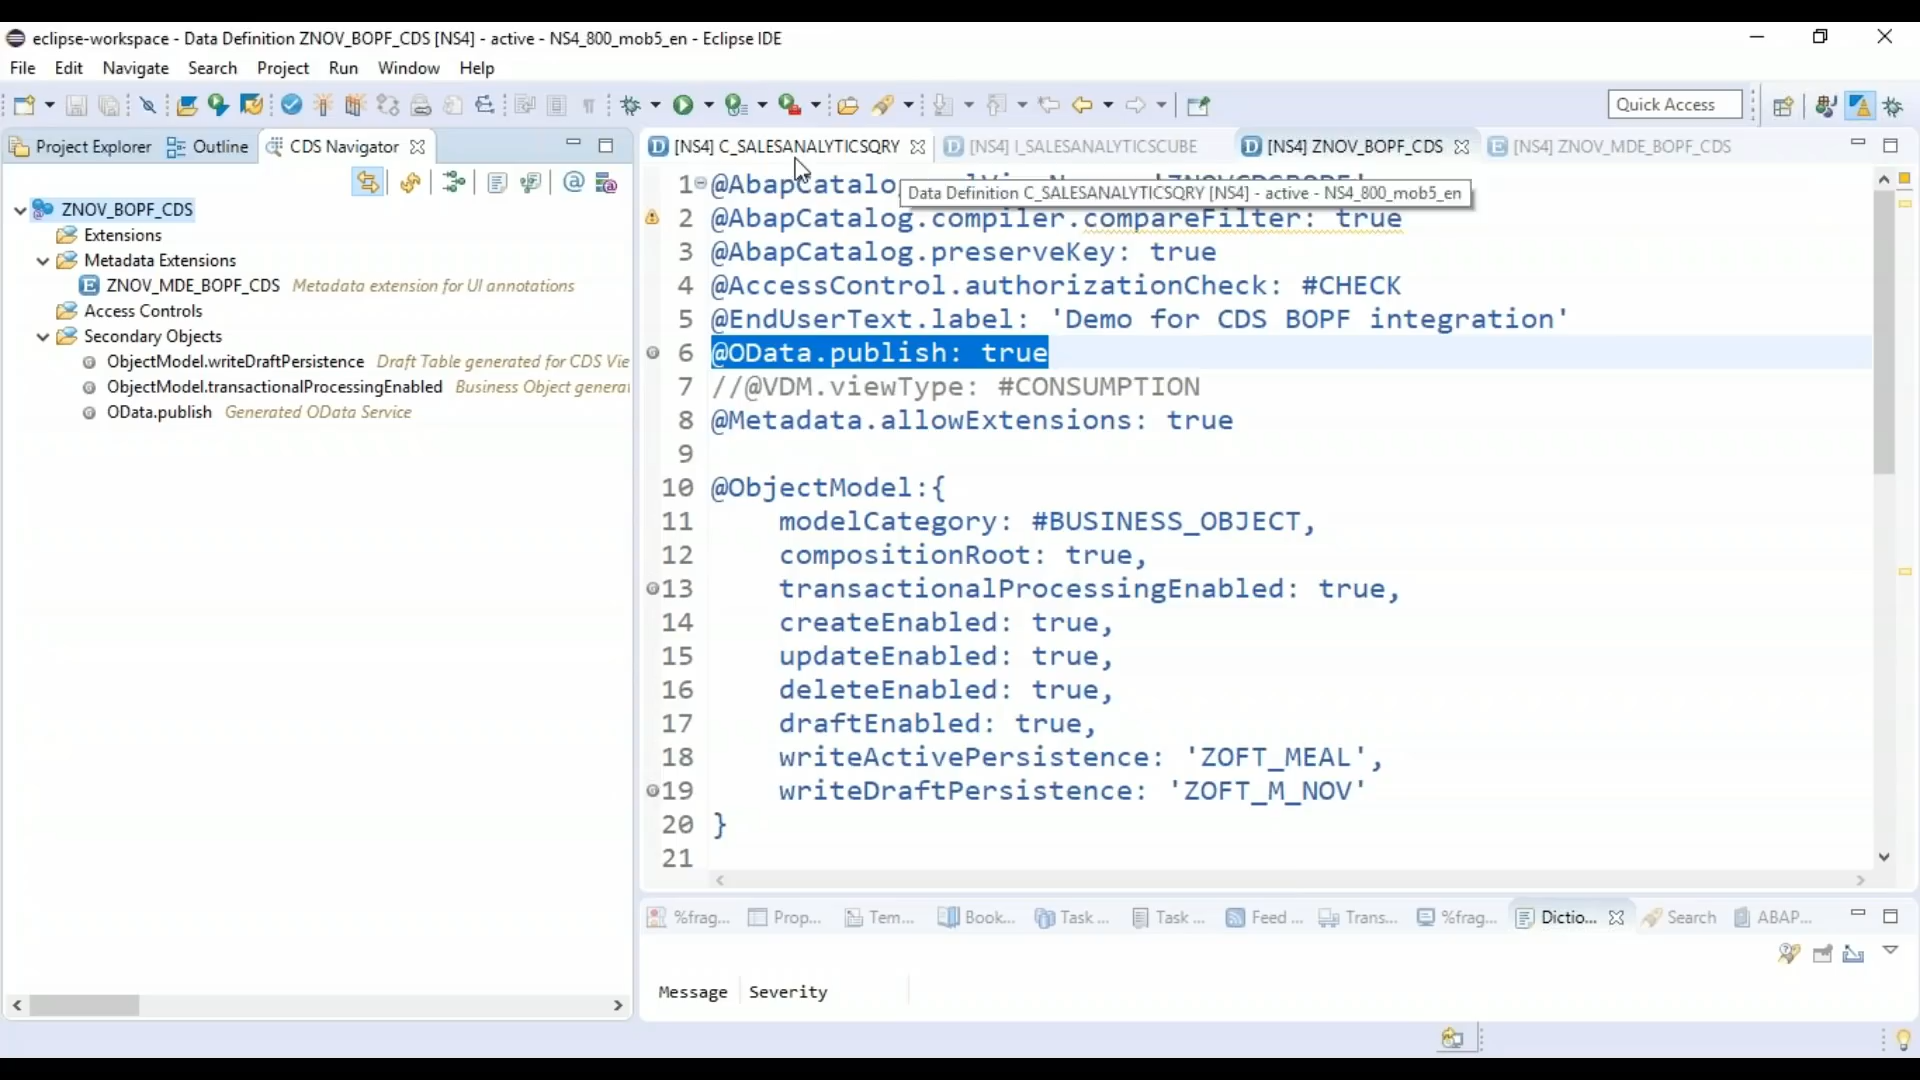 eclipse-workspace - Data Definition ZNOV_BOPF_CDS [NS4] - active - NS4_800_mob5_en - Eclipse IDE
File Edit Navigate Search Project Run Window Help
Quick Access
Project Explorer Outline CDS Navigator
[NS4] C_SALESANALYTICSQRY [NS4] I_SALESANALYTICSCUBE [NS4] ZNOV_BOPF_CDS [NS4] ZNOV_MDE_BOPF_CDS
ZNOV_BOPF_CDS
Extensions
Metadata Extensions
ZNOV_MDE_BOPF_CDS Metadata extension for UI annotations
Access Controls
Secondary Objects
ObjectModel.writeDraftPersistence Draft Table generated for CDS Vie
ObjectModel.transactionalProcessingEnabled Business Object genera
OData.publish Generated OData Service
1 @AbapCatalog
Data Definition C_SALESANALYTICSQRY [NS4] - active - NS4_800_mob5_en
2 @AbapCatalog.compiler.compareFilter: true
3 @AbapCatalog.preserveKey: true
4 @AccessControl.authorizationCheck: #CHECK
5 @EndUserText.label: 'Demo for CDS BOPF integration'
6 @OData.publish: true
7 //@VDM.viewType: #CONSUMPTION
8 @Metadata.allowExtensions: true
9
10 @ObjectModel:{
11 modelCategory: #BUSINESS_OBJECT,
12 compositionRoot: true,
13 transactionalProcessingEnabled: true,
14 createEnabled: true,
15 updateEnabled: true,
16 deleteEnabled: true,
17 draftEnabled: true,
18 writeActivePersistence: 'ZOFT_MEAL',
19 writeDraftPersistence: 'ZOFT_M_NOV'
20 }
21
%frag... Prop... Tem... Book... Task ... Task ... Feed ... Trans... %frag... Dictio... Search ABAP...
Message Severity